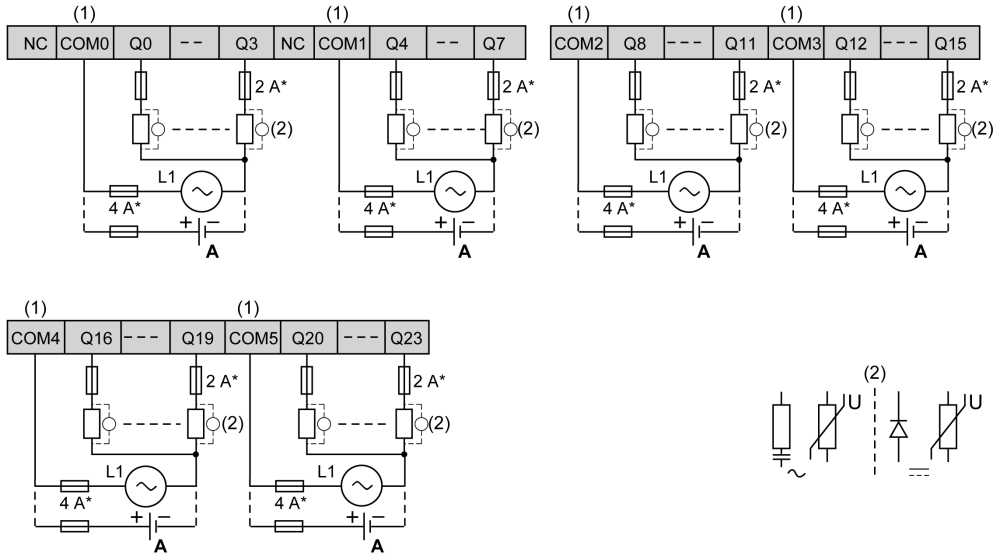 (1) (1) (1) (1)
NC COM0 Q0 -- Q3 NC COM1 Q4 -- Q7 COM2 Q8 ---- Q11 COM3 Q12 ---- Q15
2 A* 2 A* 2 A* 2 A*
(2) (2) (2) (2)
L1 L1 L1 L1
4 A* 4 A* 4 A* 4 A*
+ − + − + − + −
A A A A
(1) (1)
COM4 Q16 ---- Q19 COM5 Q20 ---- Q23
2 A* 2 A*
(2) (2)
L1 L1
4 A* 4 A*
+ − + −
A A
(2)
U U